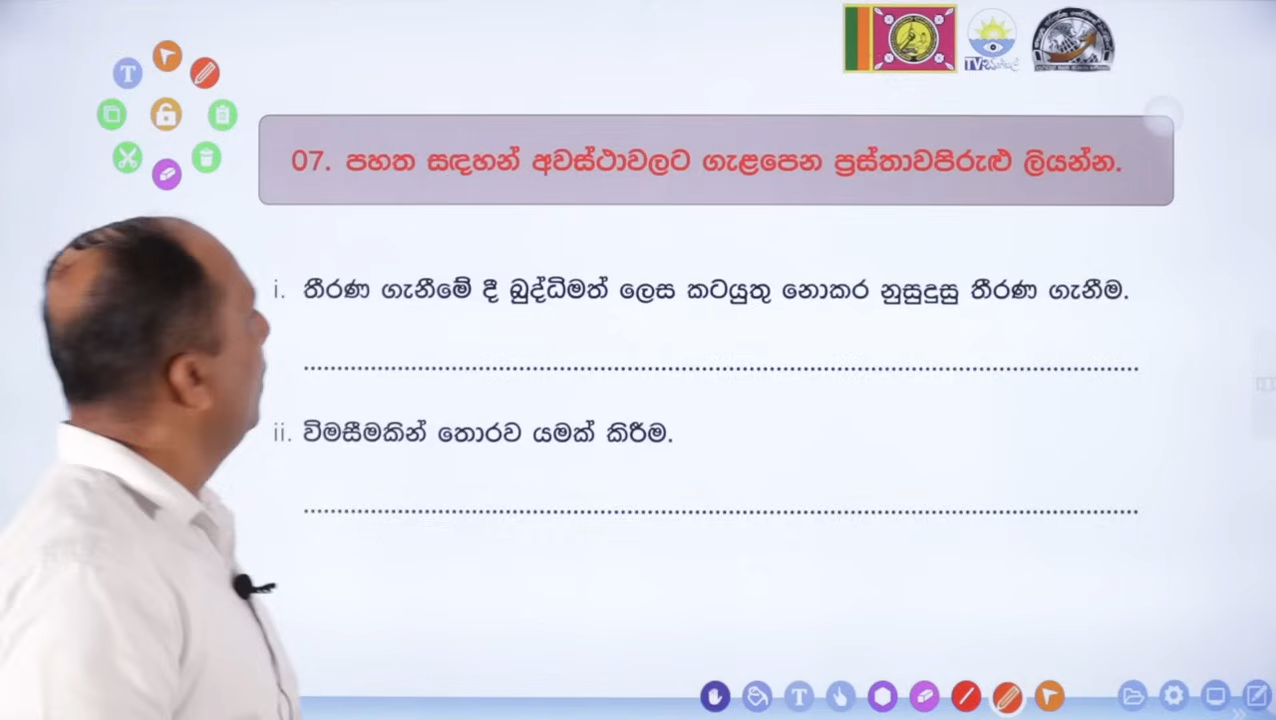 TV
07. පහත සඳහන් අවස්ථාවලට ගැළපෙන ප්‍රස්තාවපිරුළු ලියන්න.
i. තීරණ ගැනීමේ දී බුද්ධිමත් ලෙස කටයුතු නොකර නුසුදුසු තීරණ ගැනීම.
ii. විමසීමකින් තොරව යමක් කිරීම.